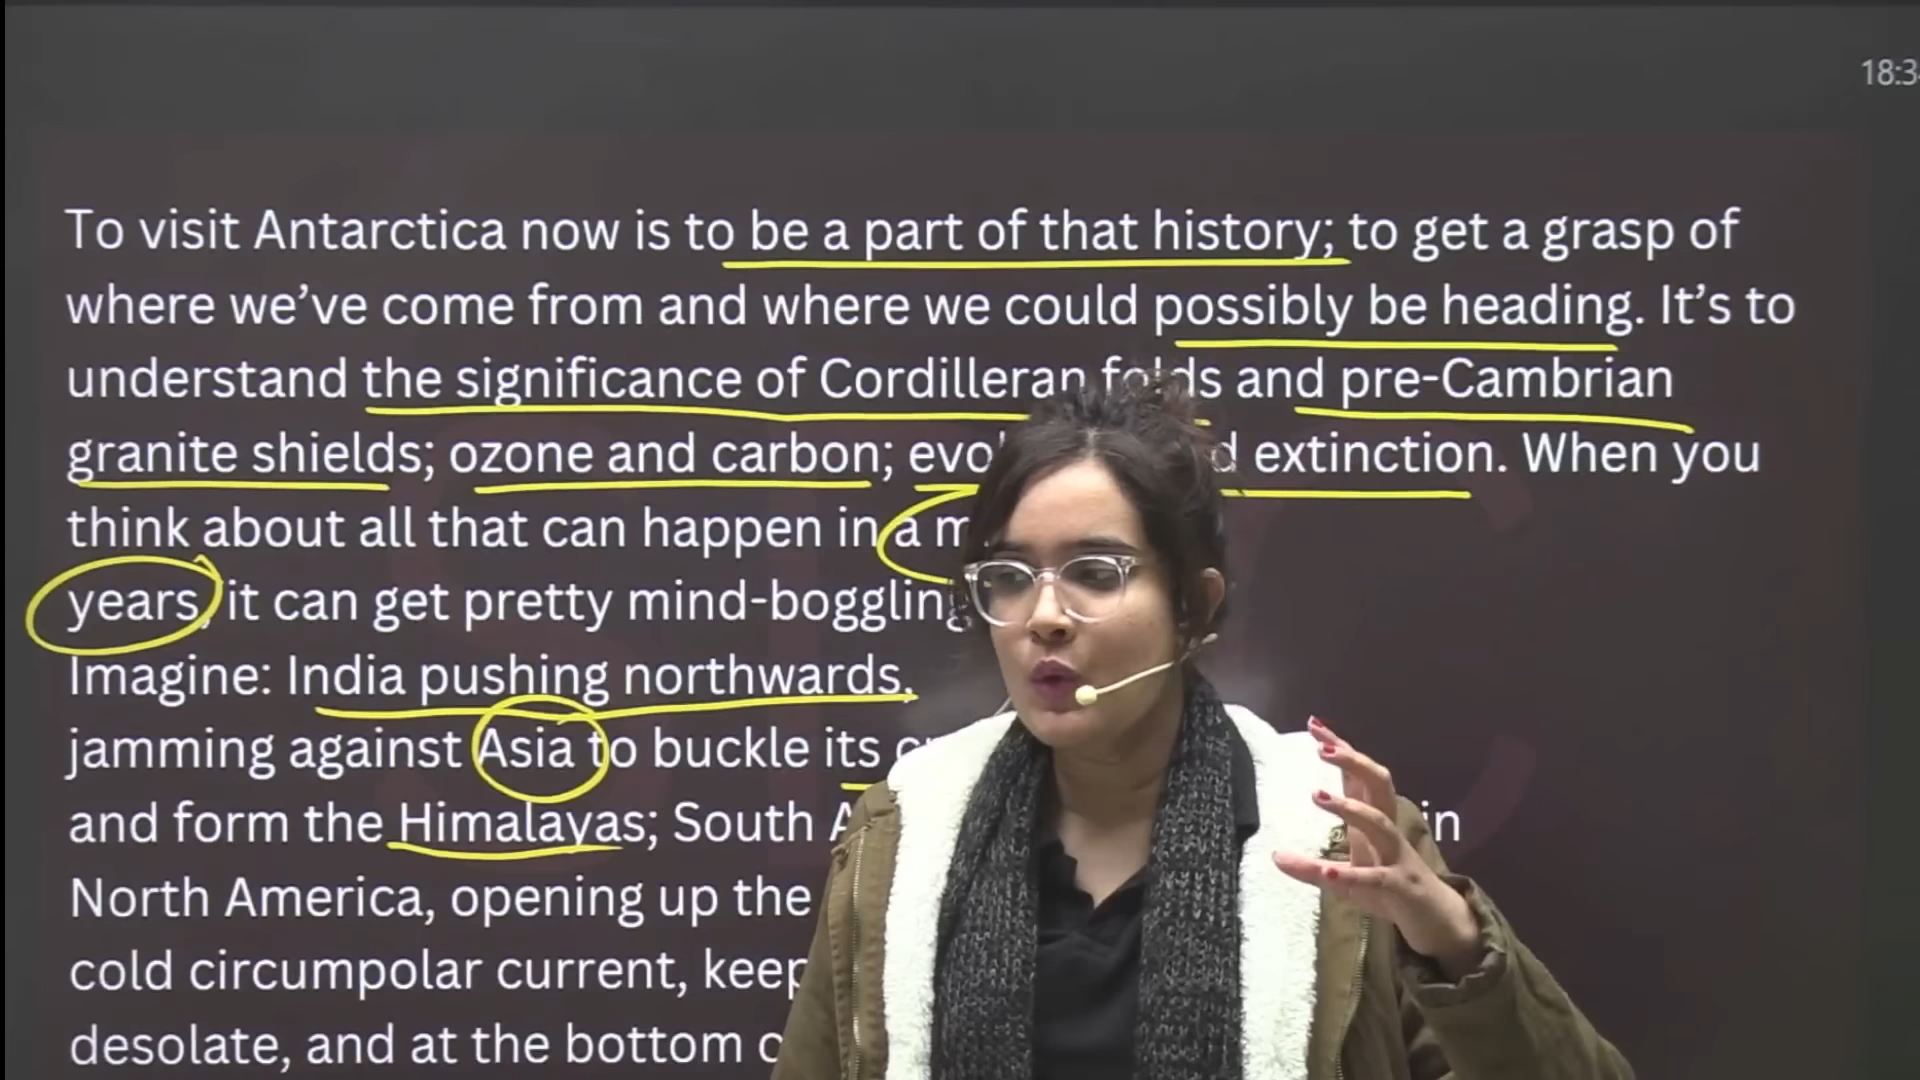 18:3
To visit Antarctica now is to be a part of that history; to get a grasp of
where we’ve come from and where we could possibly be heading. It’s to
understand the significance of Cordilleran folds and pre-Cambrian
granite shields; ozone and carbon; extinction. When you
think about all that can happen in a
years, it can get pretty mind-boggling
Imagine: India pushing northwards,
jamming against Asia to buckle its
and form the Himalayas; South in
North America, opening up the
cold circumpolar current, keep
desolate, and at the bottom